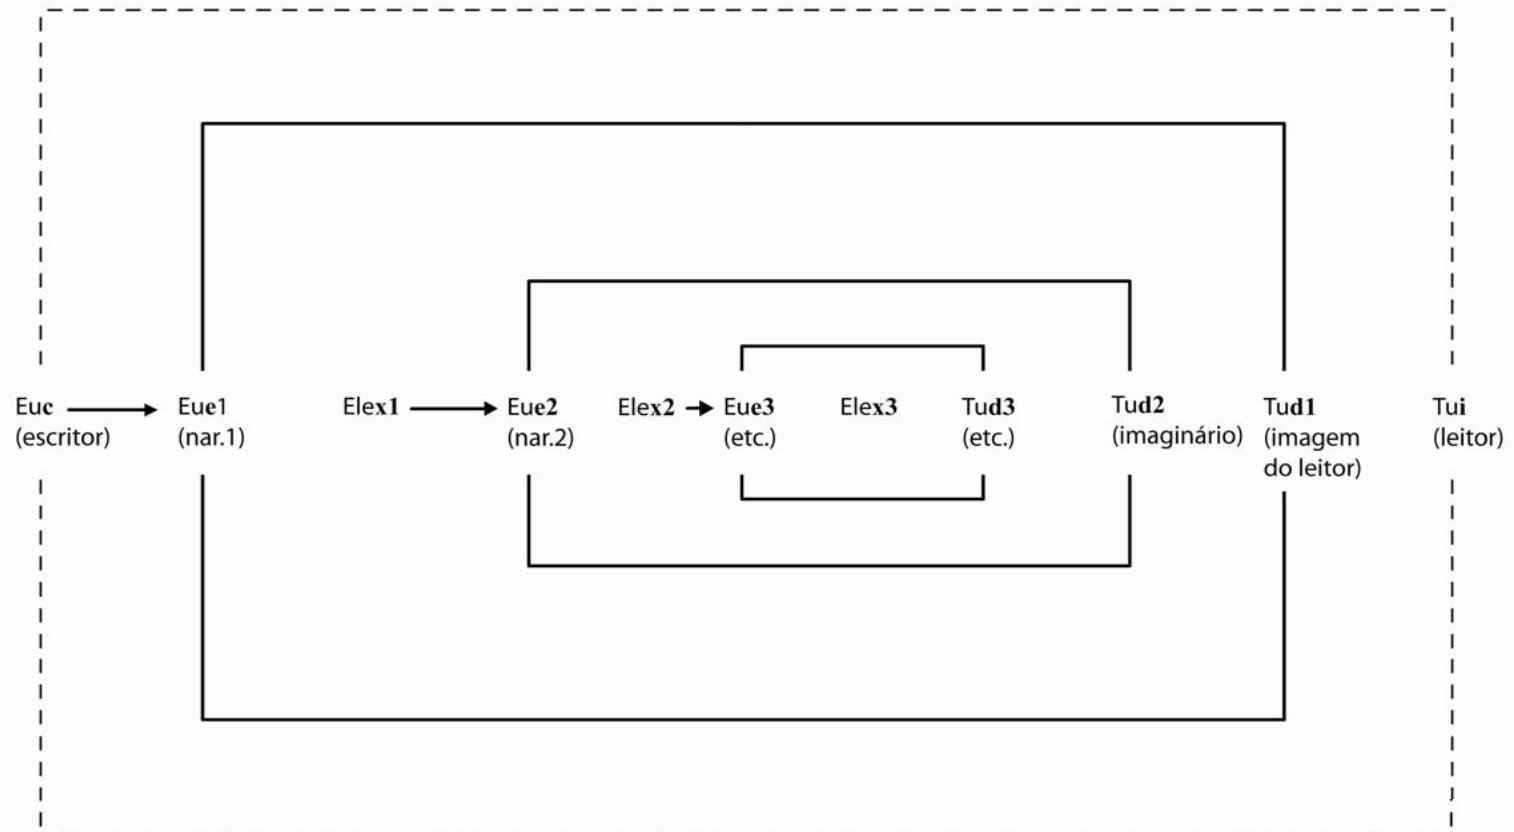 Euc Eue1 Elex1 Eue2 Elex2 Eue3 Elex3 Tud3 Tud2 Tud1 Tui
(escritor) (nar.1) (nar.2) (etc.) (etc.) (imaginário) (imagem (leitor)
do leitor)